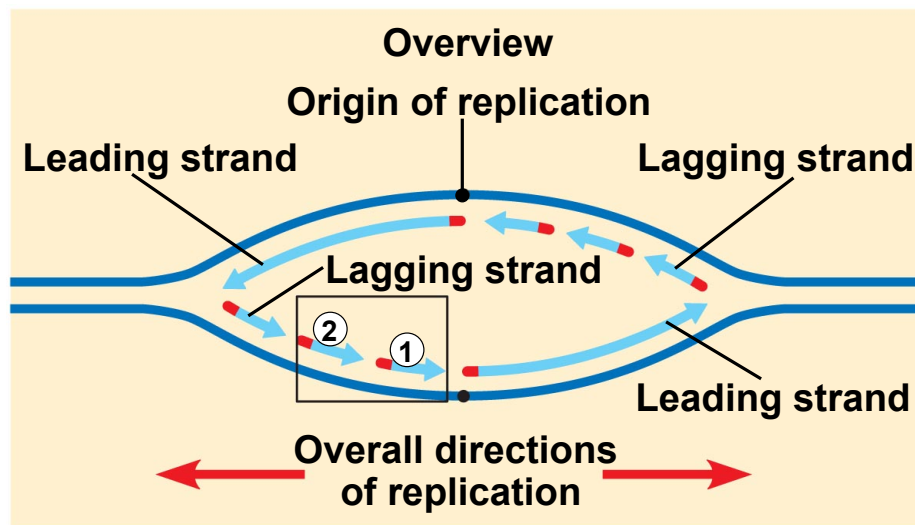 Overview
Origin of replication
Leading strand
Lagging strand
Lagging strand
2
1
Leading strand
Overall directions
of replication